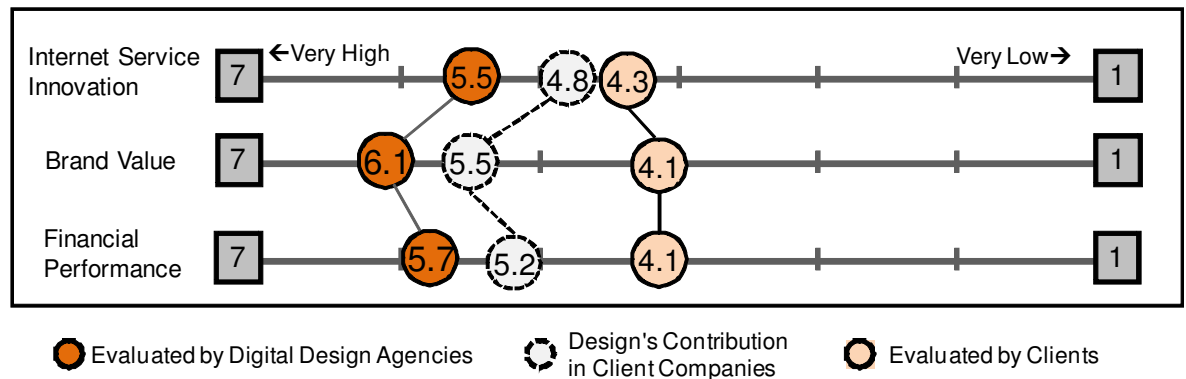 Internet Service
Innovation
7
←Very High
5.5
4.8
4.3
Very Low→
1
Brand Value
7
6.1
5.5
4.1
1
Financial
Performance
7
5.7
5.2
4.1
1
Evaluated by Digital Design Agencies
Design's Contribution
in Client Companies
Evaluated by Clients